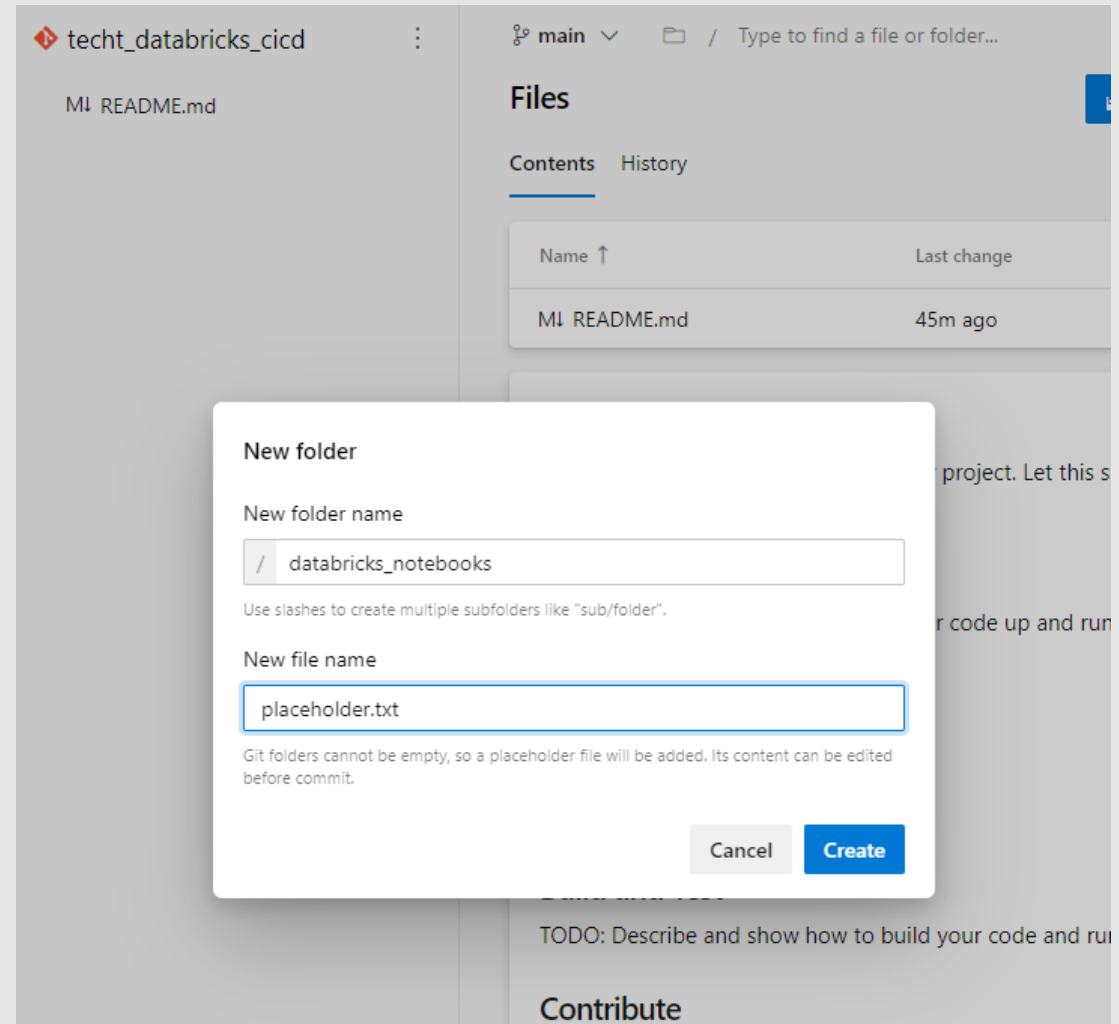 techt_databricks_cicd
README.md
main
/ Type to find a file or folder...
Files
Contents History
Name ↑ Last change
M↓ README.md 45m ago
project. Let this s
r code up and run
New folder
New folder name
/ databricks_notebooks
Use slashes to create multiple subfolders like "sub/folder".
New file name
placeholder.txt
Git folders cannot be empty, so a placeholder file will be added. Its content can be edited
before commit.
Cancel Create
TODO: Describe and show how to build your code and ru
Contribute